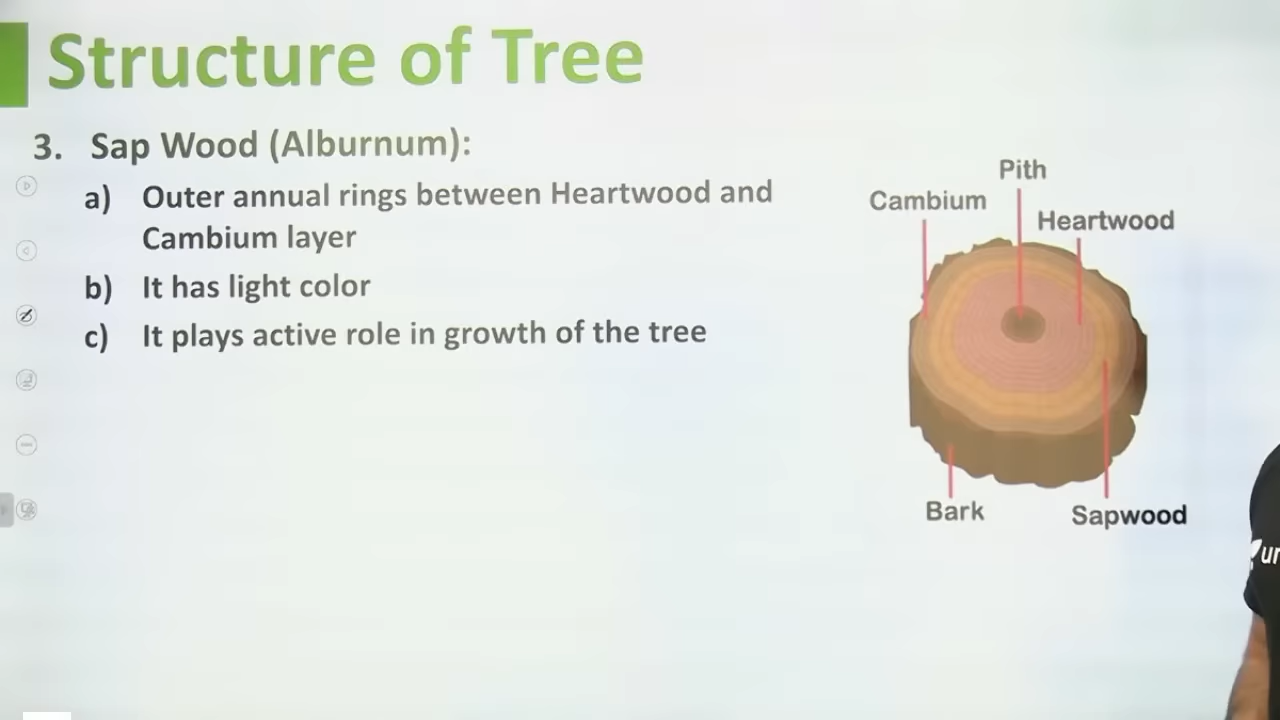 Structure of Tree
3. Sap Wood (Alburnum):
a) Outer annual rings between Heartwood and
Cambium layer
b) It has light color
c) It plays active role in growth of the tree
Pith
Cambium
Heartwood
Bark
Sapwood